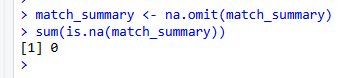 >
> match_summary <- na.omit(match_summary)
> sum(is.na(match_summary))
[1] 0
>